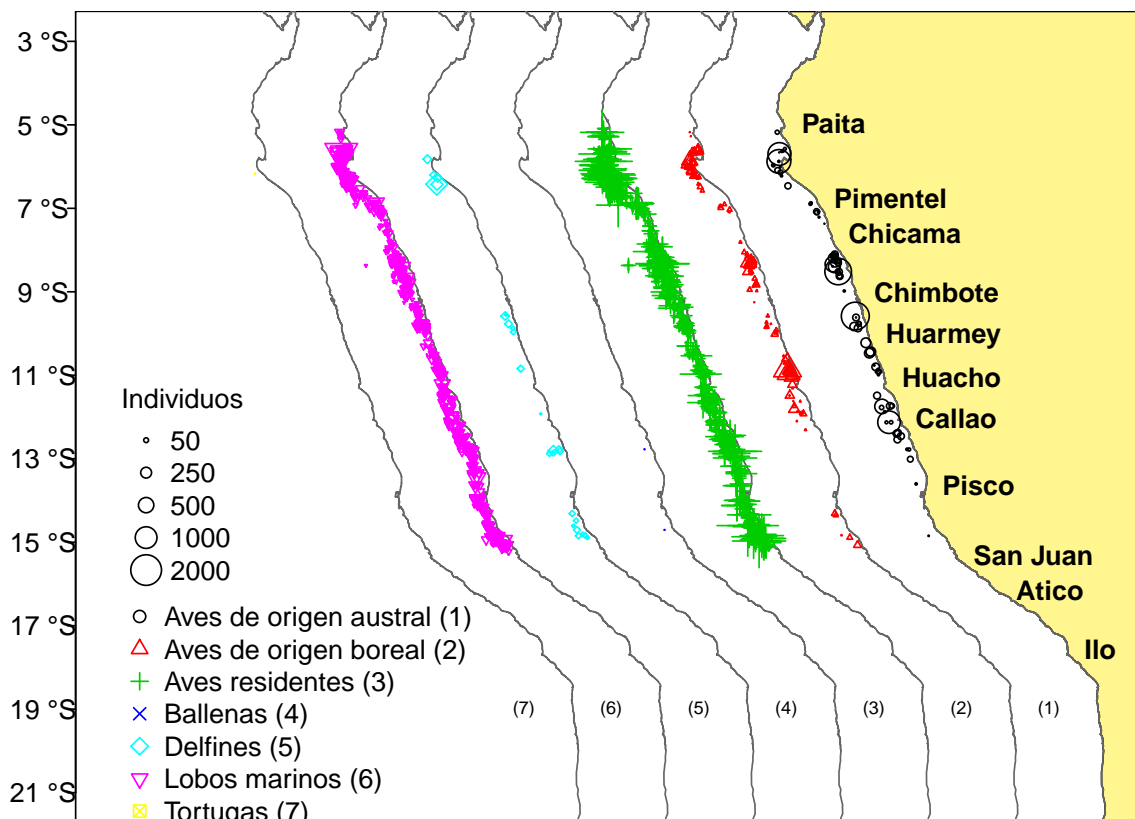 3 °S
5 °S
7 °S
9 °S
11 °S
13 °S
15 °S
17 °S
19 °S
21 °S
Paita
Pimentel
Chicama
Chimbote
Huarmey
Huacho
Callao
Pisco
San Juan
Atico
Ilo
Individuos
50
250
500
1000
2000
Aves de origen austral (1)
Aves de origen boreal (2)
Aves residentes (3)
Ballenas (4)
Delfines (5)
Lobos marinos (6)
Tortugas (7)
(7) (6) (5) (4) (3) (2) (1)